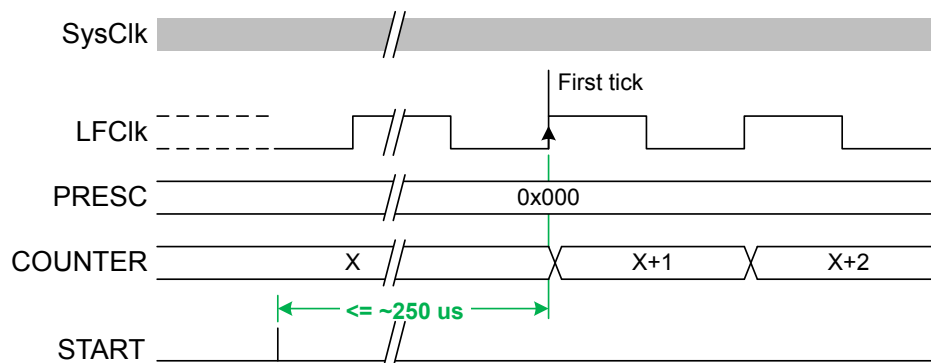 SysClk
First tick
LFClk
PRESC
0x000
COUNTER
X
X+1
X+2
<= ~250 us
START